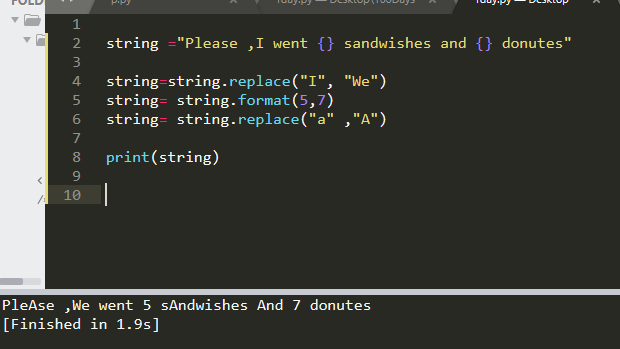 FOLD
p.py
1day.py — Desktop (100Days
1day.py — Desktop
1
2 string ="Please ,I went {} sandwishes and {} donutes"
3
4 string=string.replace("I", "We")
5 string= string.format(5,7)
6 string= string.replace("a" ,"A")
7
8 print(string)
9
10
PleAse ,We went 5 sAndwishes And 7 donutes
[Finished in 1.9s]